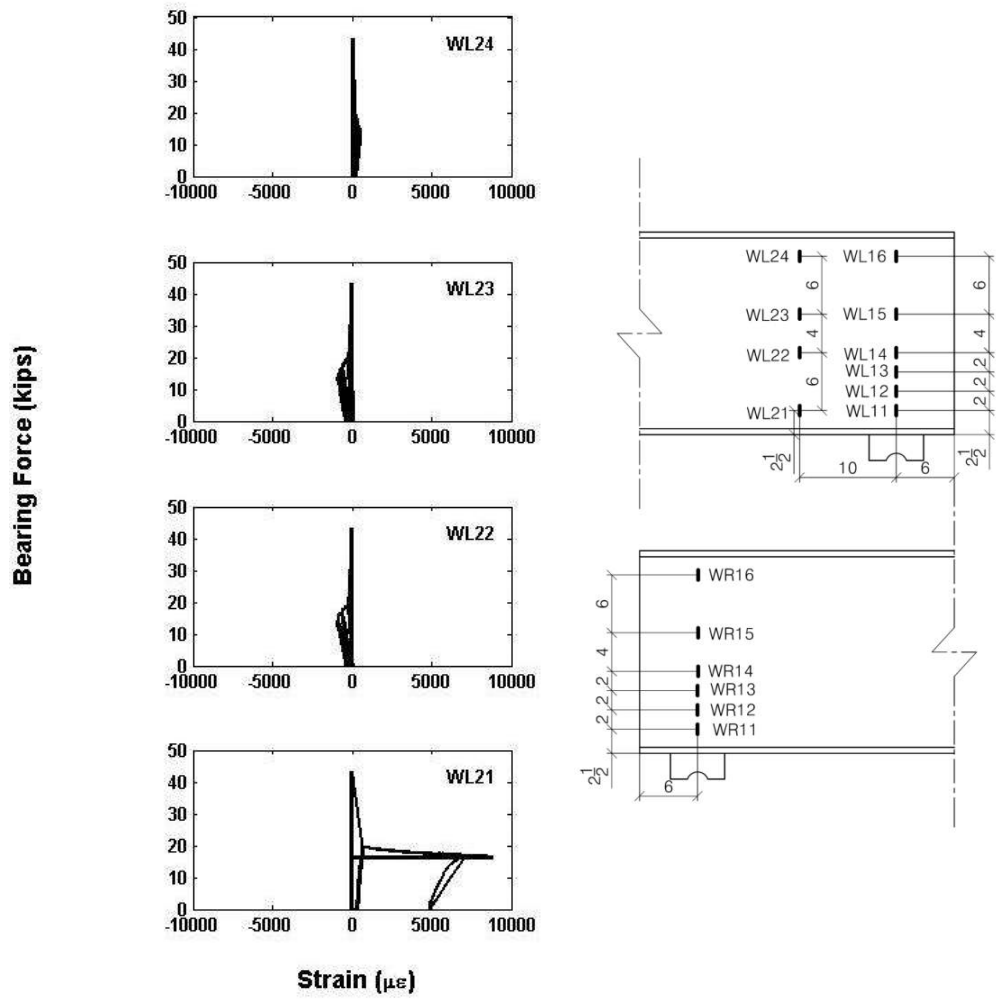 Bearing Force (kips)
50
40
30
20
10
0
WL24
-10000 -5000 0 5000 10000
50
40
30
20
10
0
WL23
-10000 -5000 0 5000 10000
50
40
30
20
10
0
WL22
-10000 -5000 0 5000 10000
50
40
30
20
10
0
WL21
-10000 -5000 0 5000 10000
Strain (με)
WL24 WL16
6 6
WL23 WL15
4 4
WL22 WL14
2
WL13
6 2
WL12
2
WL21 WL11
2½ 2½
10 6
WR16
6
WR15
4
WR14
2
WR13
2
WR12
2
WR11
2½
6